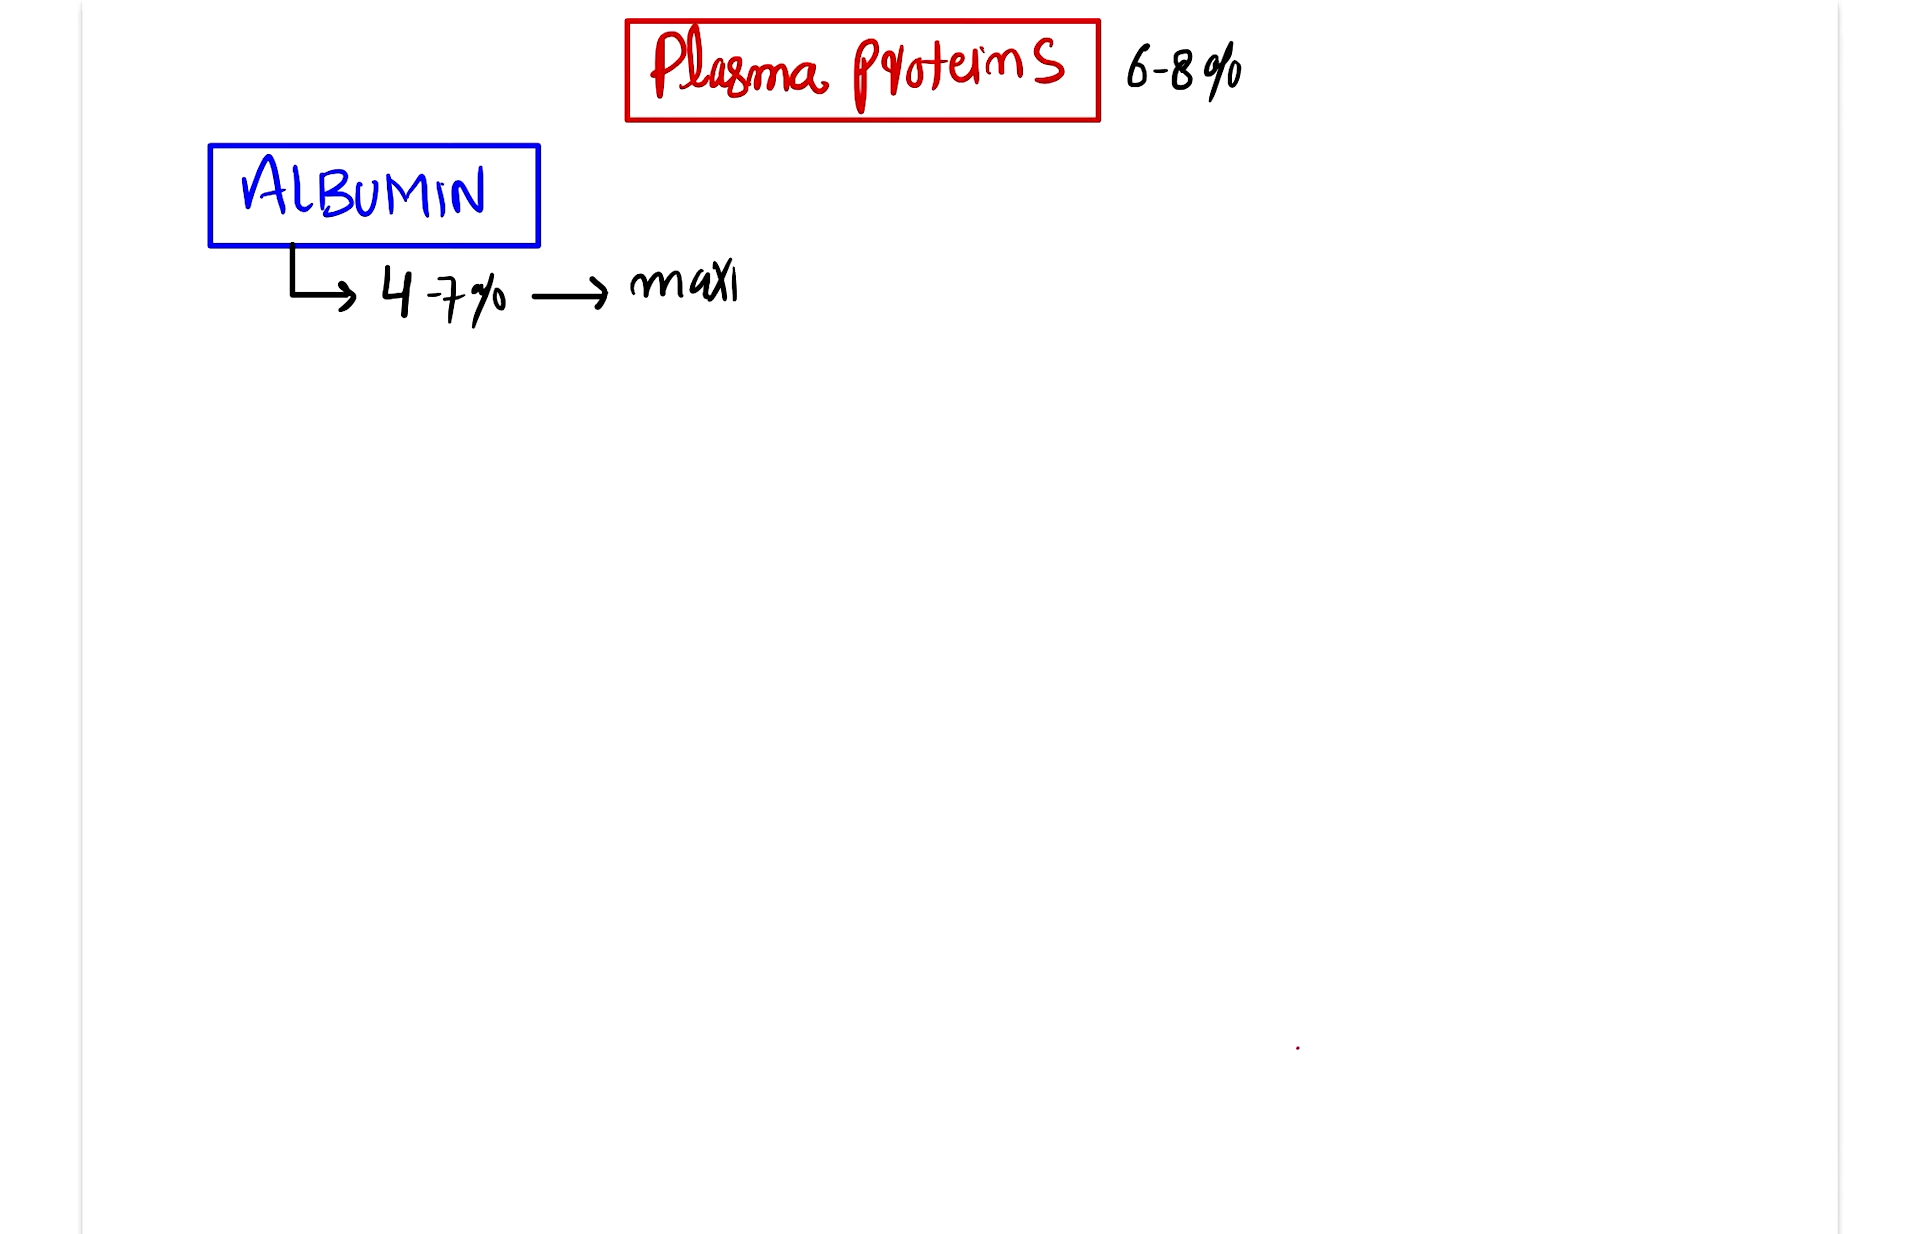 Plasma proteins 6-8%
ALBUMIN
4-7% → maxi